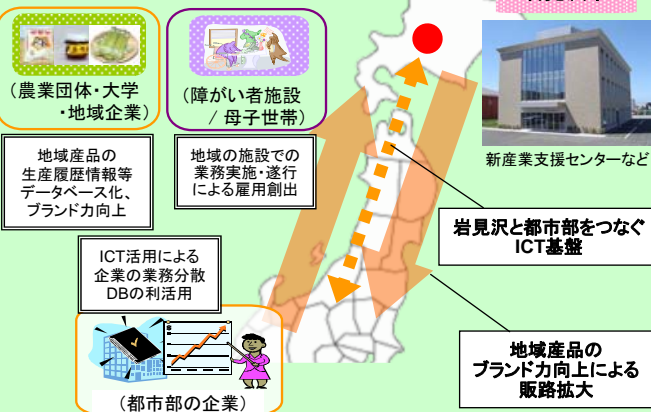 (農業団体・大学
・地域企業)
(障がい者施設
/ 母子世帯)
地域産品の
生産履歴情報等
データベース化、
ブランド力向上
地域の施設での
業務実施・遂行
による雇用創出
新産業支援センターなど
岩見沢と都市部をつなぐ
ICT基盤
ICT活用による
企業の業務分散
DBの利活用
地域産品の
ブランド力向上による
販路拡大
(都市部の企業)